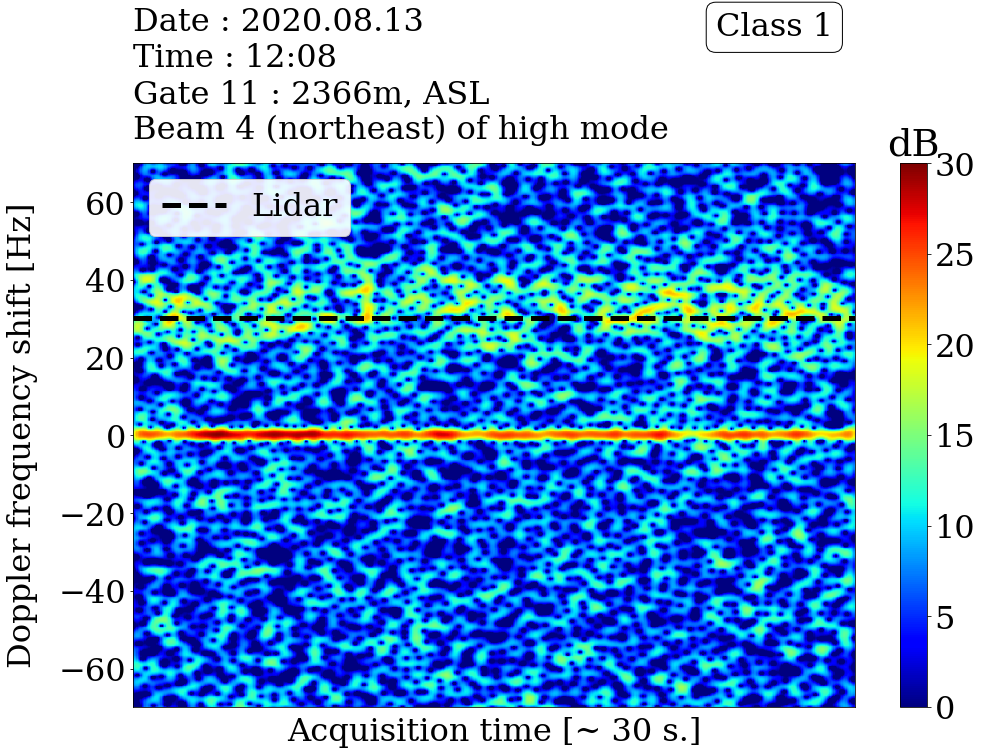 Date : 2020.08.13
Time : 12:08
Gate 11 : 2366m, ASL
Beam 4 (northeast) of high mode
Class 1
dB
Lidar
Doppler frequency shift [Hz]
60
40
20
0
−20
−40
−60
Acquisition time [~ 30 s.]
30
25
20
15
10
5
0